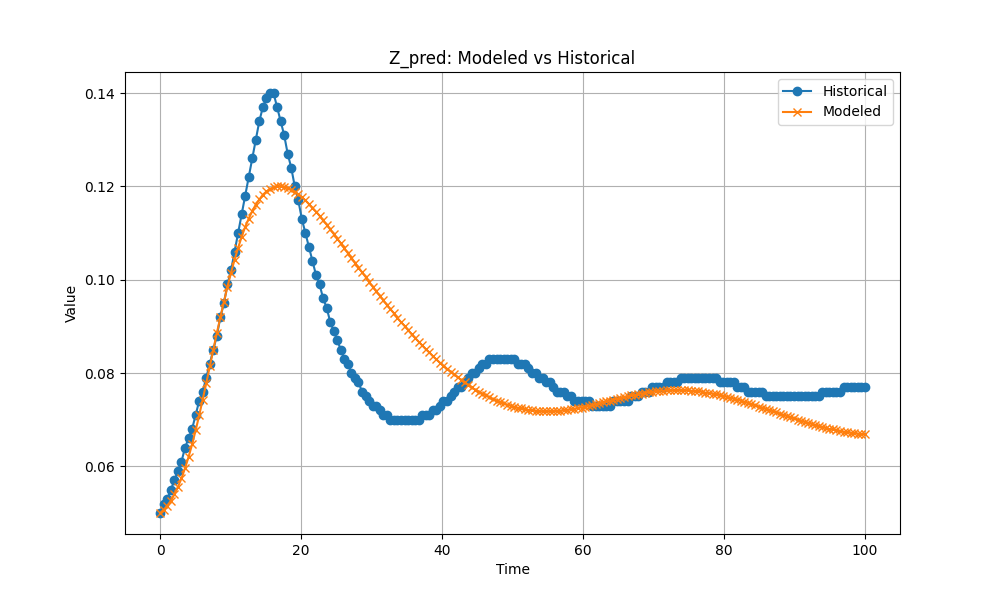 Z_pred: Modeled vs Historical
Historical
Modeled
Value
0.14
0.12
0.10
0.08
0.06
0
20
40
60
80
100
Time